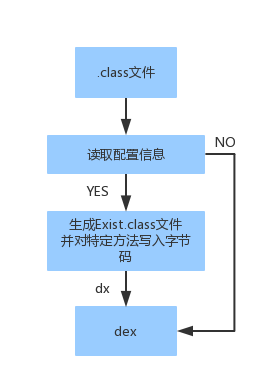 .class文件
NO
读取配置信息
YES
生成Exist.class文件
并对特定方法写入字节
码
dx
dex